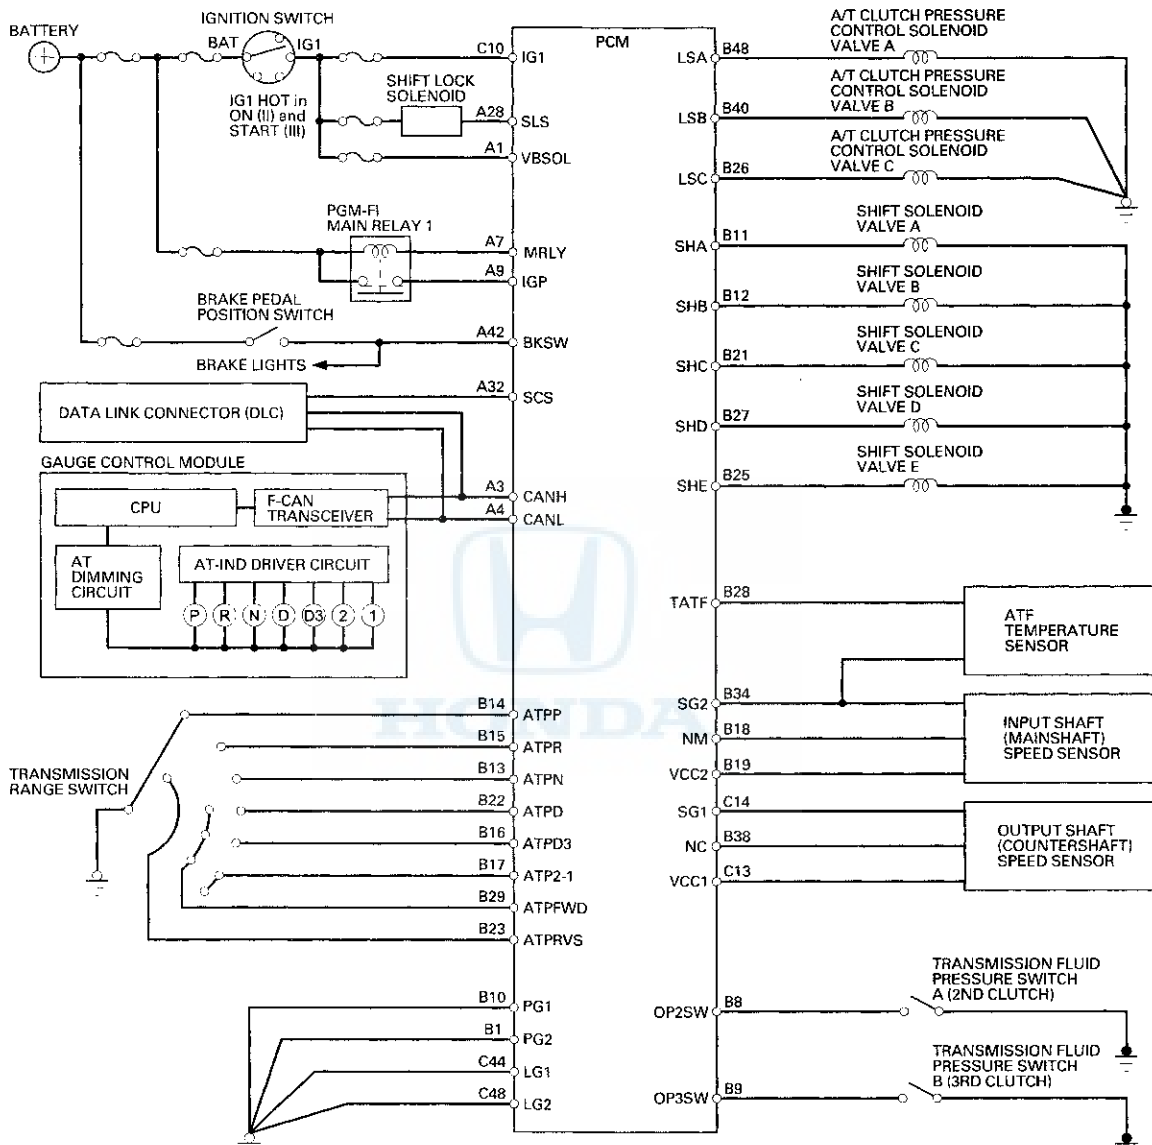 BATTERY
IGNITION SWITCH
BAT
IG1
IG1 HOT in
ON (II) and
START (III)
SHIFT LOCK
SOLENOID
PGM-FI
MAIN RELAY 1
BRAKE PEDAL
POSITION SWITCH
BRAKE LIGHTS
DATA LINK CONNECTOR (DLC)
GAUGE CONTROL MODULE
CPU
F-CAN
TRANSCEIVER
AT
DIMMING
CIRCUIT
AT-IND DRIVER CIRCUIT
P R N D D3 2 1
TRANSMISSION
RANGE SWITCH
PCM
C10 IG1
A28 SLS
A1 VBSOL
A7 MRLY
A9 IGP
A42 BKSW
A32 SCS
A3 CANH
A4 CANL
B14 ATPP
B15 ATPR
B13 ATPN
B22 ATPD
B16 ATPD3
B17 ATP2-1
B29 ATPFWD
B23 ATPRVS
B10 PG1
B1 PG2
C44 LG1
C48 LG2
HONDA
LSA B48
A/T CLUTCH PRESSURE
CONTROL SOLENOID
VALVE A
LSB B40
A/T CLUTCH PRESSURE
CONTROL SOLENOID
VALVE B
LSC B26
A/T CLUTCH PRESSURE
CONTROL SOLENOID
VALVE C
SHA B11
SHIFT SOLENOID
VALVE A
SHB B12
SHIFT SOLENOID
VALVE B
SHC B21
SHIFT SOLENOID
VALVE C
SHD B27
SHIFT SOLENOID
VALVE D
SHE B25
SHIFT SOLENOID
VALVE E
TATF B28
ATF
TEMPERATURE
SENSOR
SG2 B34
NM B18
VCC2 B19
INPUT SHAFT
(MAINSHAFT)
SPEED SENSOR
SG1 C14
NC B38
VCC1 C13
OUTPUT SHAFT
(COUNTERSHAFT)
SPEED SENSOR
OP2SW B8
TRANSMISSION FLUID
PRESSURE SWITCH
A (2ND CLUTCH)
OP3SW B9
TRANSMISSION FLUID
PRESSURE SWITCH
B (3RD CLUTCH)